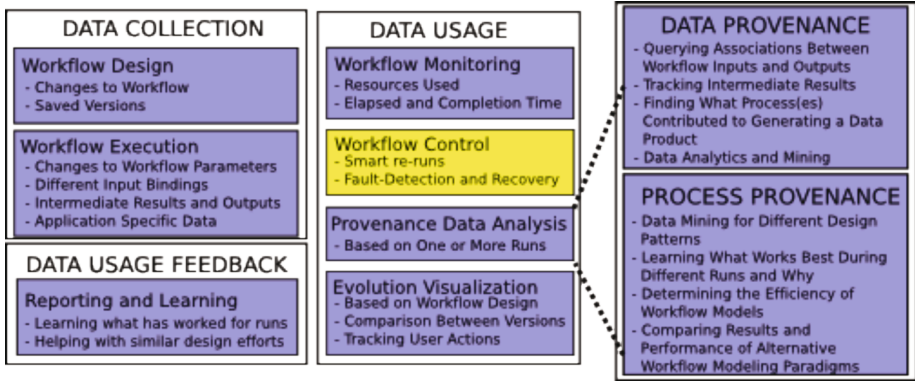 DATA COLLECTION
Workflow Design
- Changes to Workflow
- Saved Versions
Workflow Execution
- Changes to Workflow Parameters
- Different Input Bindings
- Intermediate Results and Outputs
- Application Specific Data
DATA USAGE FEEDBACK
Reporting and Learning
- Learning what has worked for runs
- Helping with similar design efforts
DATA USAGE
Workflow Monitoring
- Resources Used
- Elapsed and Completion Time
Workflow Control
- Smart re-runs
- Fault-Detection and Recovery
Provenance Data Analysis
- Based on One or More Runs
Evolution Visualization
- Based on Workflow Design
- Comparison Between Versions
- Tracking User Actions
DATA PROVENANCE
- Querying Associations Between
Workflow Inputs and Outputs
- Tracking Intermediate Results
- Finding What Process(es)
Contributed to Generating a Data
Product
- Data Analytics and Mining
PROCESS PROVENANCE
- Data Mining for Different Design
Patterns
- Learning What Works Best During
Different Runs and Why
- Determining the Efficiency of
Workflow Models
- Comparing Results and
Performance of Alternative
Workflow Modeling Paradigms